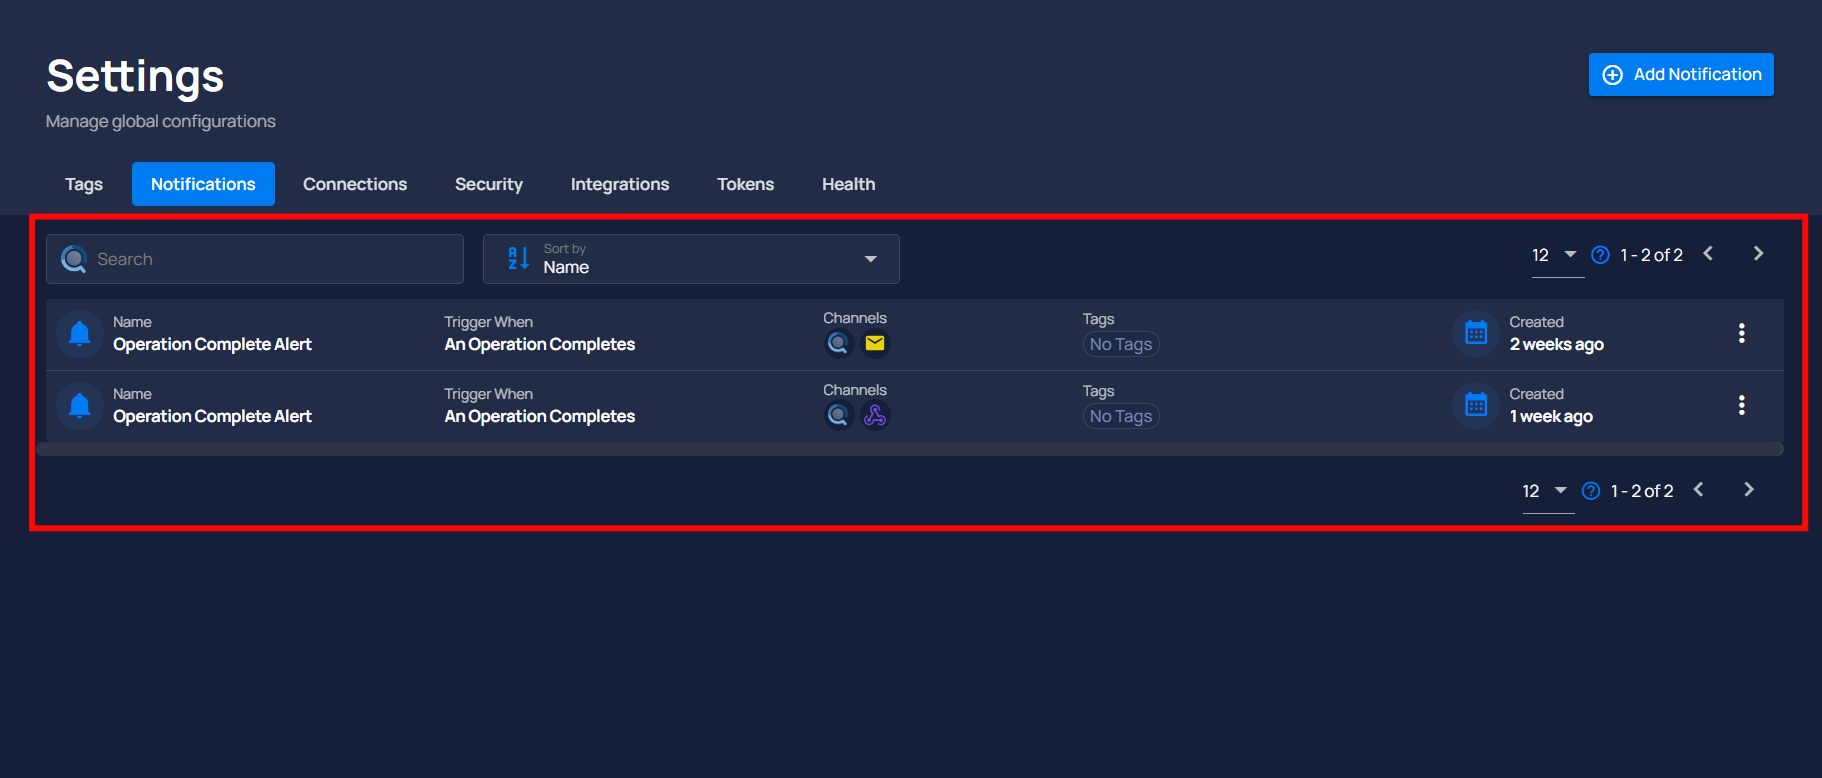 Settings
Add Notification
Manage global configurations
Tags Notifications Connections Security Integrations Tokens Health
Search
Sort by
Name
12 1 - 2 of 2
Name Trigger When Channels Tags Created
Operation Complete Alert An Operation Completes No Tags 2 weeks ago
Name Trigger When Channels Tags Created
Operation Complete Alert An Operation Completes No Tags 1 week ago
12 1 - 2 of 2